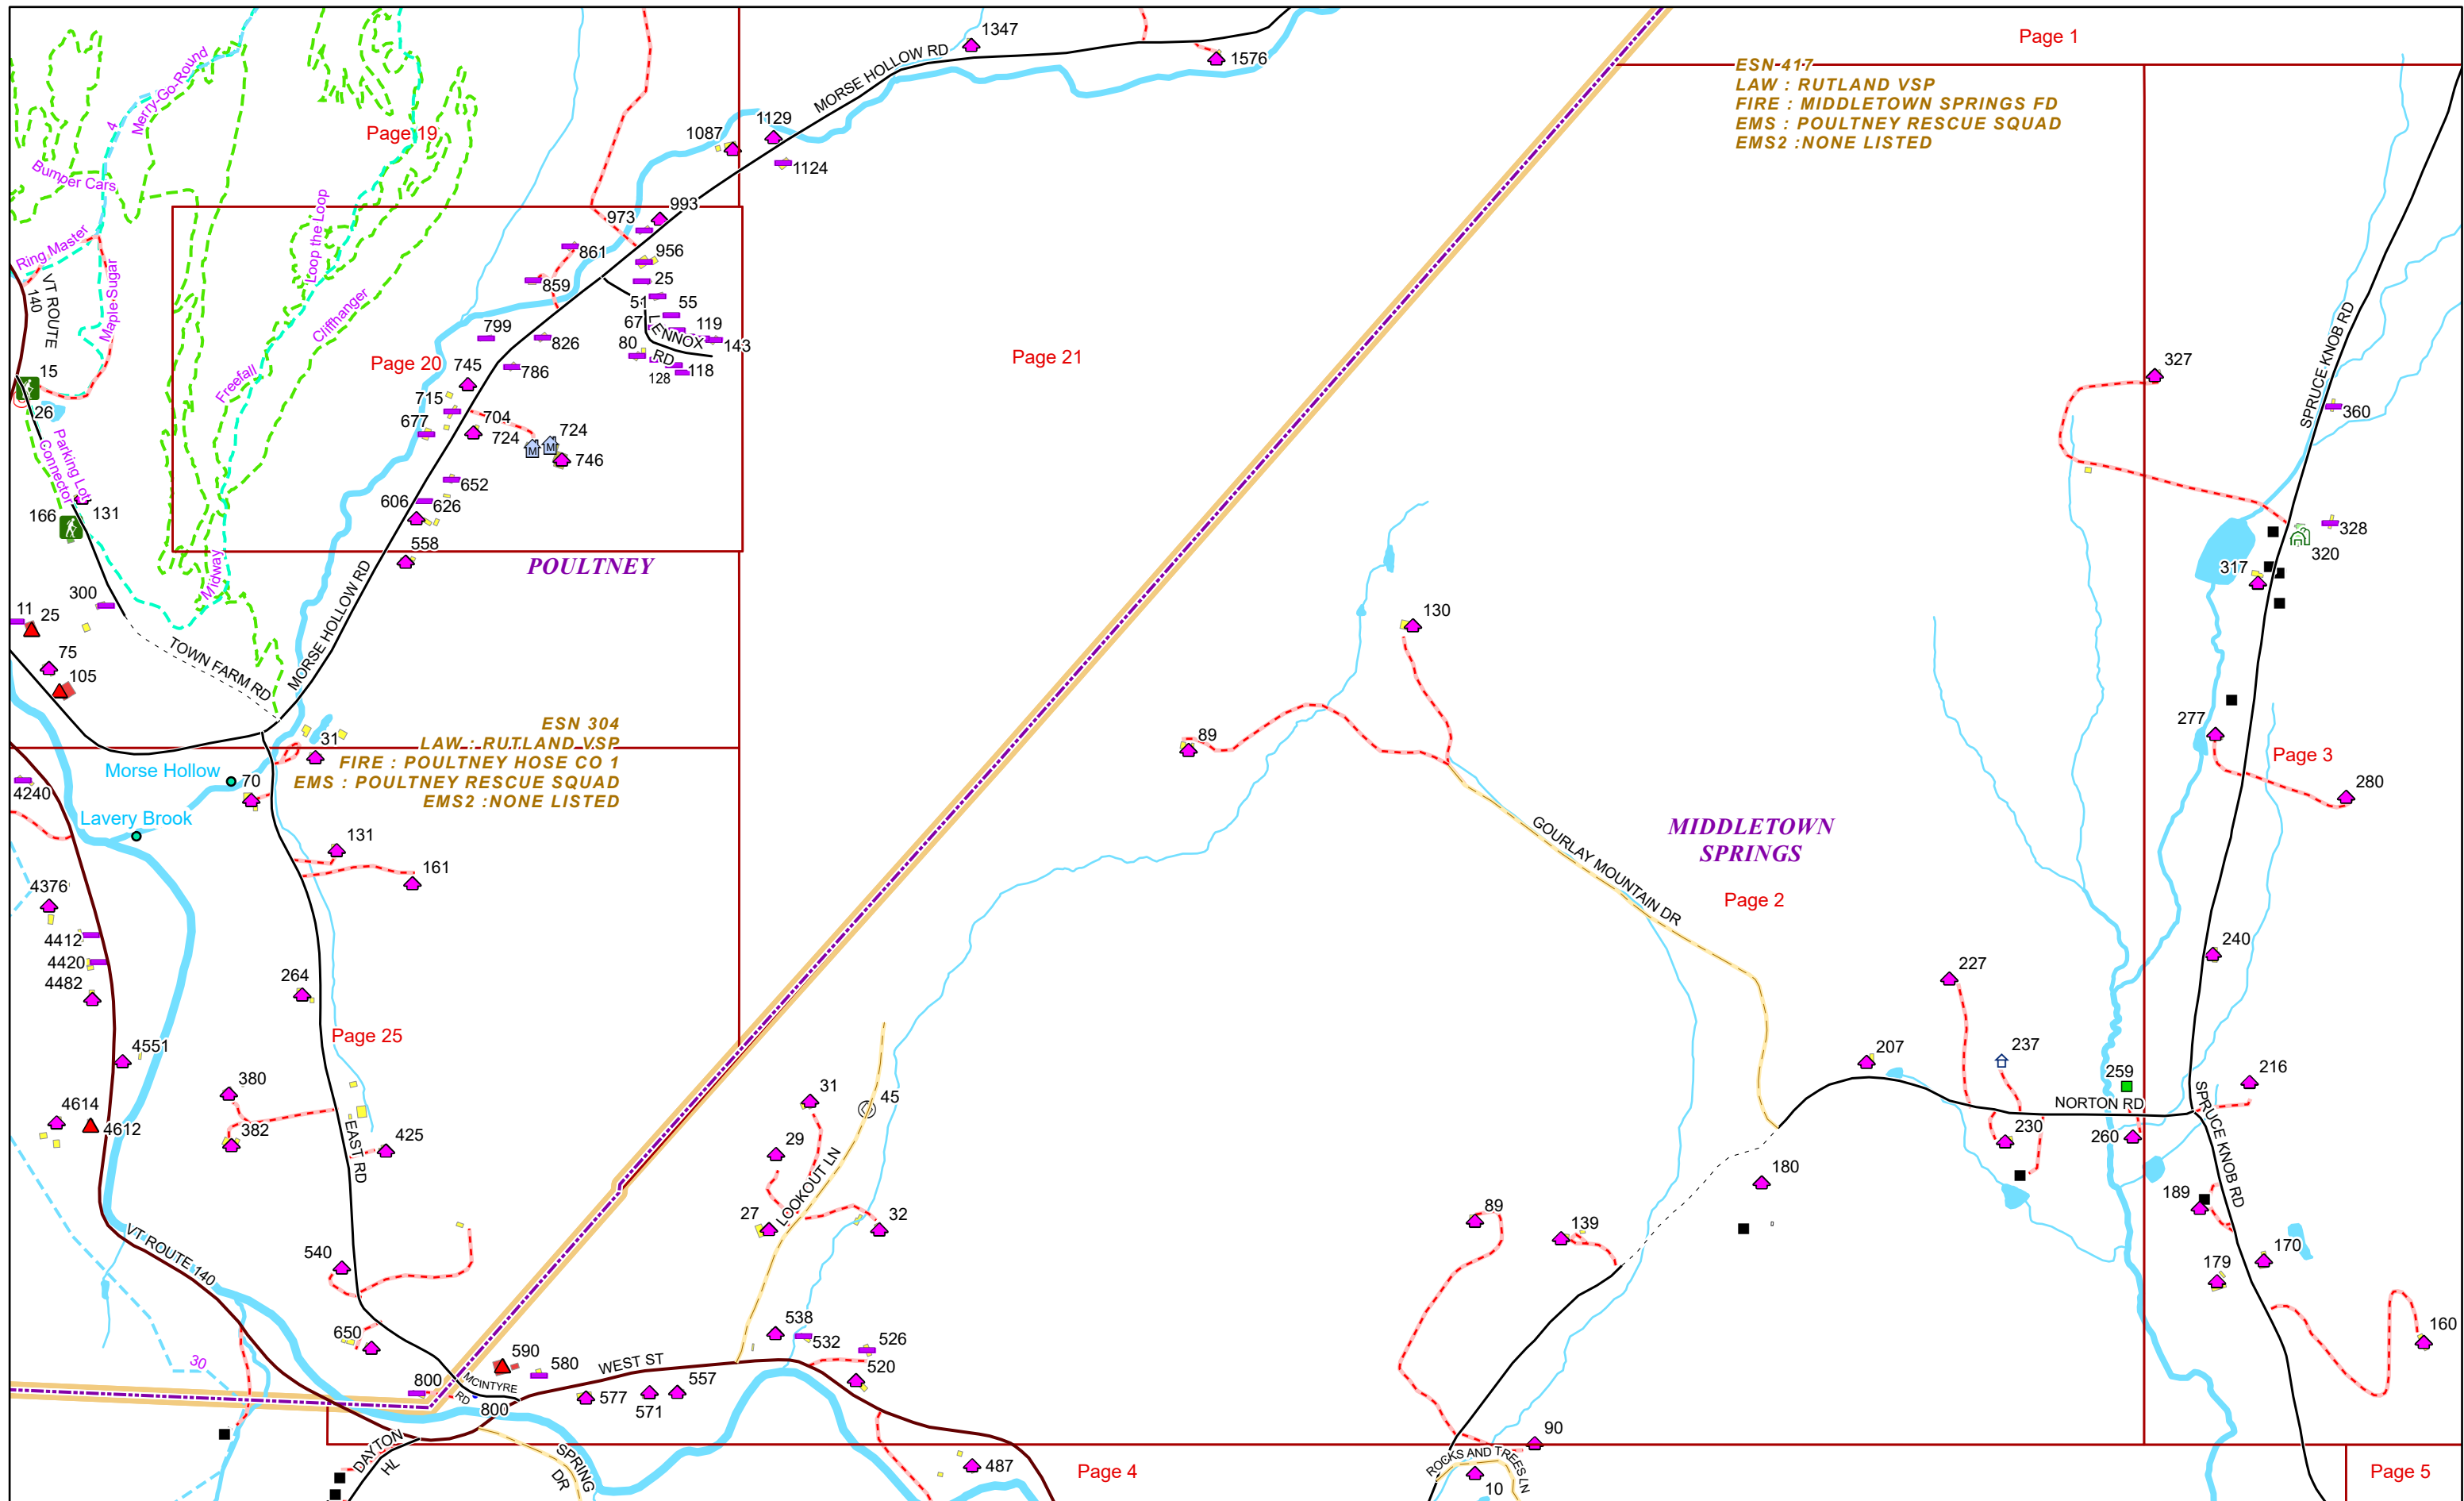 Page 1
ESN 417
LAW : RUTLAND VSP
FIRE : MIDDLETOWN SPRINGS FD
EMS : POULTNEY RESCUE SQUAD
EMS2 :NONE LISTED
1347
MORSE HOLLOW RD
1576
Merry-Go-Round
4
Page 19
1087
1129
1124
Bumper Cars
Loop the Loop
Ring Master
Maple Sugar
VT ROUTE
140
973
993
861
956
859
25
51
55
67
119
LENNOX
RD
143
80
128
118
799
826
Cliffhanger
Page 20
745
786
Page 21
Freefall
15
26
715
704
677
724
724
746
327
SPRUCE KNOB RD
360
Parking Lot
Connector
166
131
652
606
626
328
320
317
558
POULTNEY
Midway
300
11
25
75
105
TOWN FARM RD
MORSE HOLLOW RD
130
ESN 304
LAW : RUTLAND VSP
FIRE : POULTNEY HOSE CO 1
EMS : POULTNEY RESCUE SQUAD
EMS2 :NONE LISTED
31
89
277
Page 3
280
Morse Hollow
70
4240
Lavery Brook
GOURLAY MOUNTAIN DR
MIDDLETOWN
SPRINGS
Page 2
131
161
4376
4412
4420
4482
240
227
264
Page 25
4551
207
237
259
216
NORTON RD
380
31
45
4614
4612
382
EAST RD
425
29
230
260
SPRUCE KNOB RD
180
189
LOOKOUT LN
27
32
89
139
VT ROUTE 140
540
170
179
650
538
532
526
520
160
30
590
580
WEST ST
800
MCINTYRE
RD
800
577
571
557
90
DAYTON
HL
SPRING
DR
487
Page 4
ROCKS AND TREES LN
10
Page 5